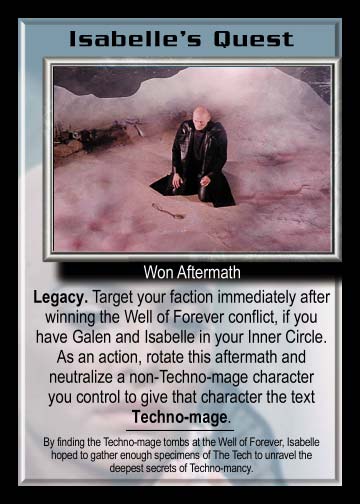 Isabelle's Quest
Won Aftermath
Legacy. Target your faction immediately after
winning the Well of Forever conflict, if you
have Galen and Isabelle in your Inner Circle.
As an action, rotate this aftermath and
neutralize a non-Techno-mage character
you control to give that character the text
Techno-mage.
By finding the Techno-mage tombs at the Well of Forever, Isabelle
hoped to gather enough specimens of The Tech to unravel the
deepest secrets of Techno-mancy.